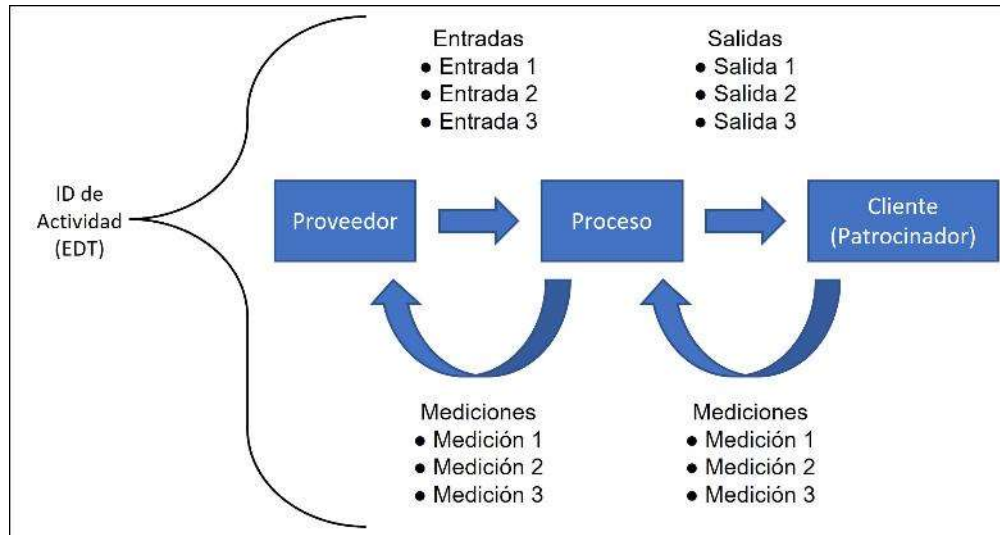 Entradas
● Entrada 1
● Entrada 2
● Entrada 3
Salidas
● Salida 1
● Salida 2
● Salida 3
ID de
Actividad
(EDT)
Proveedor
Proceso
Cliente
(Patrocinador)
Mediciones
● Medición 1
● Medición 2
● Medición 3
Mediciones
● Medición 1
● Medición 2
● Medición 3